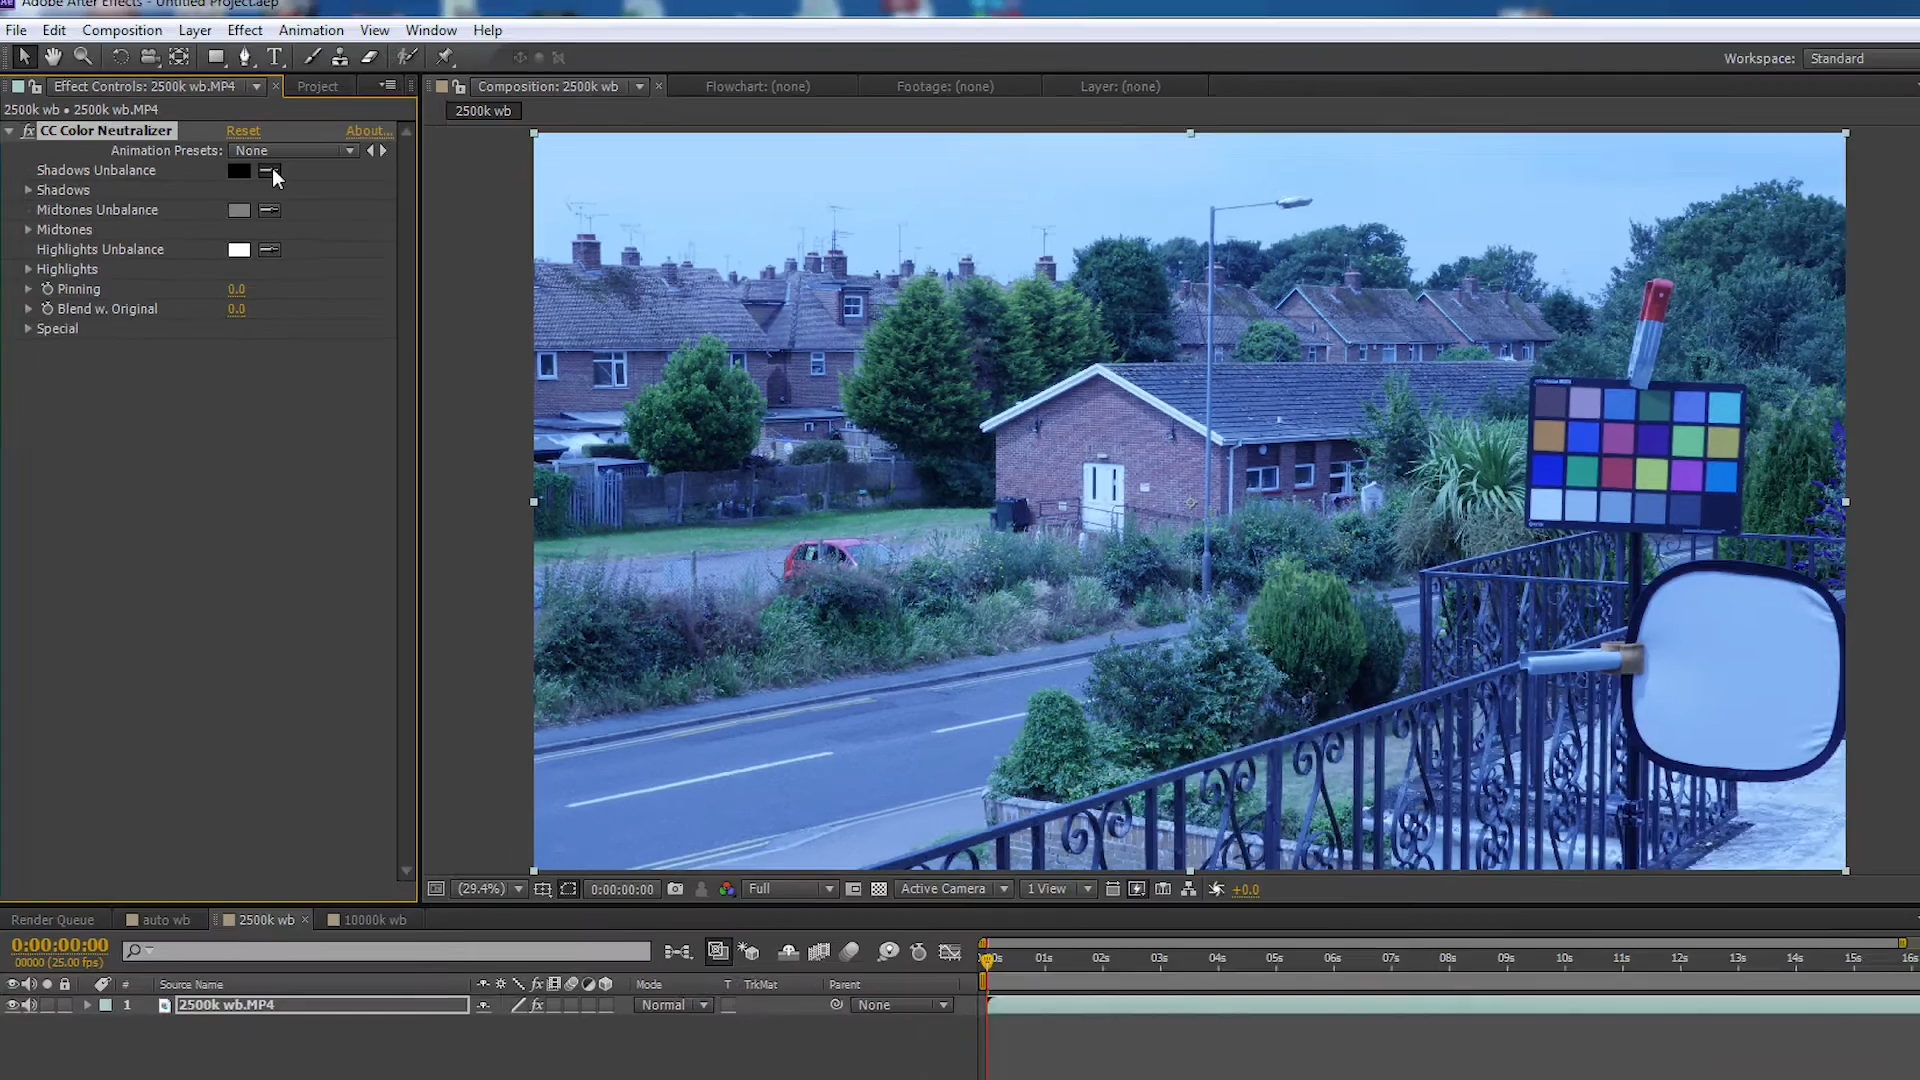 Adobe After Effects - Untitled Project.aep
File Edit Composition Layer Effect Animation View Window Help
Workspace: Standard
Effect Controls: 2500k wb.MP4 Project
Composition: 2500k wb Flowchart: (none) Footage: (none) Layer: (none)
2500k wb • 2500k wb.MP4
2500k wb
fx CC Color Neutralizer Reset About...
Animation Presets: None
Shadows Unbalance
Shadows
Midtones Unbalance
Midtones
Highlights Unbalance
Highlights
Pinning 0.0
Blend w. Original 0.0
Special
(29.4%) 0:00:00:00 Full Active Camera 1 View +0.0
Render Queue auto wb 2500k wb 10000k wb
0:00:00:00
00000 (25.00 fps)
01s 02s 03s 04s 05s 06s 07s 08s 09s 10s 11s 12s 13s 14s 15s 16s
# Source Name fx Mode T TrkMat Parent
1 2500k wb.MP4 fx Normal None